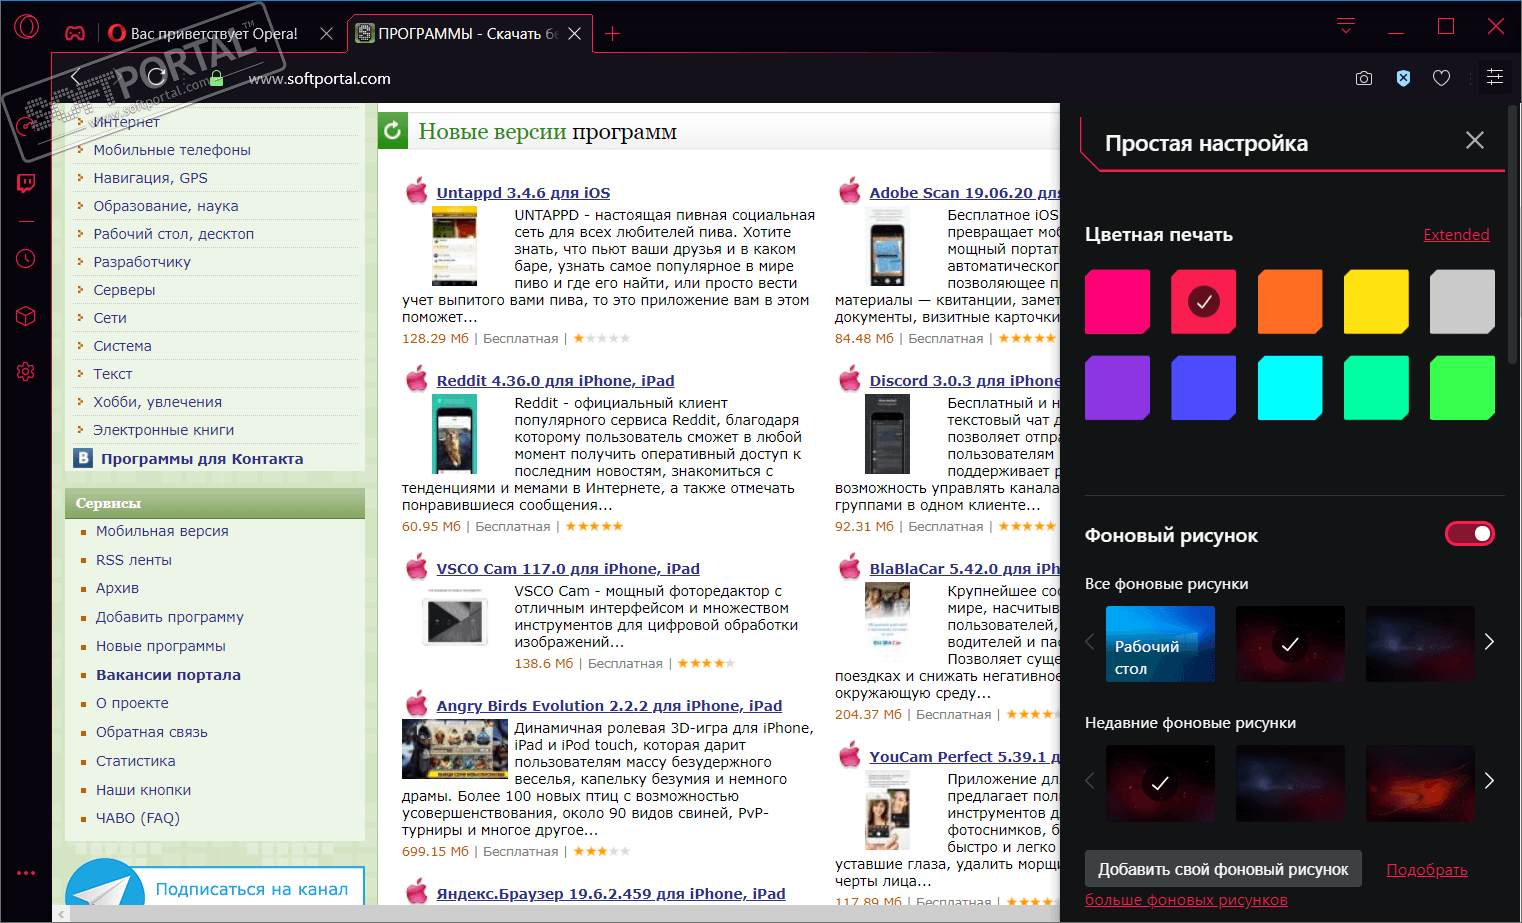 Вас приветствует Opera!
ПРОГРАММЫ - Скачать бе
www.softportal.com
SOFTPORTAL™
www.softportal.com
Интернет
Мобильные телефоны
Навигация, GPS
Образование, наука
Рабочий стол, десктоп
Разработчику
Серверы
Сети
Система
Текст
Хобби, увлечения
Электронные книги
В Программы для Контакта
Сервисы
Мобильная версия
RSS ленты
Архив
Добавить программу
Новые программы
Вакансии портала
О проекте
Обратная связь
Статистика
Наши кнопки
ЧАВО (FAQ)
Подписаться на канал
Новые версии программ
Untappd 3.4.6 для iOS
UNTAPPD - настоящая пивная социальная
сеть для всех любителей пива. Хотите
знать, что пьют ваши друзья и в каком
баре, узнать самое популярное в мире
пиво и где его найти, или просто вести
учет выпитого вами пива, то это приложение вам в этом
поможет...
128.29 Мб | Бесплатная |
Reddit 4.36.0 для iPhone, iPad
Reddit - официальный клиент
популярного сервиса Reddit, благодаря
которому пользователь сможет в любой
момент получить оперативный доступ к
последним новостям, знакомиться с
тенденциями и мемами в Интернете, а также отмечать
понравившиеся сообщения...
60.95 Мб | Бесплатная |
VSCO Cam 117.0 для iPhone, iPad
VSCO Cam - мощный фоторедактор с
отличным интерфейсом и множеством
инструментов для цифровой обработки
изображений...
138.6 Мб | Бесплатная |
Angry Birds Evolution 2.2.2 для iPhone, iPad
Динамичная ролевая 3D-игра для iPhone,
iPad и iPod touch, которая дарит
пользователям массу безудержного
веселья, капельку безумия и немного
драмы. Более 100 новых птиц с возможностью
усовершенствования, около 90 видов свиней, PvP-
турниры и многое другое...
699.15 Мб | Бесплатная |
Яндекс.Браузер 19.6.2.459 для iPhone, iPad
Adobe Scan 19.06.20 для
Бесплатное iOS
превращает моб
мощный портати
автоматического
позволяющее п
материалы — квитанции, замет
документы, визитные карточки
84.48 Мб | Бесплатная |
Discord 3.0.3 для iPhone
Бесплатный и н
текстовый чат д
позволяет отпра
пользователям
поддерживает р
возможность управлять канала
группами в одном клиенте...
92.31 Мб | Бесплатная |
BlaBlaCar 5.42.0 для iPh
Крупнейшее соо
мире, насчитыв
пользователей,
водителей и пас
Позволяет суще
поездках и снижать негативное
окружающую среду...
204.37 Мб | Бесплатная |
YouCam Perfect 5.39.1 д
Приложение дл
предлагает пол
инструментов д
фотоснимков, б
быстро и легко
уставшие глаза, удалить морщи
черты лица...
117.89 Мб | Бесплатная |
Простая настройка
Цветная печать
Extended
Фоновый рисунок
Все фоновые рисунки
Рабочий
стол
Недавние фоновые рисунки
Добавить свой фоновый рисунок
Подобрать
больше фоновых рисунков